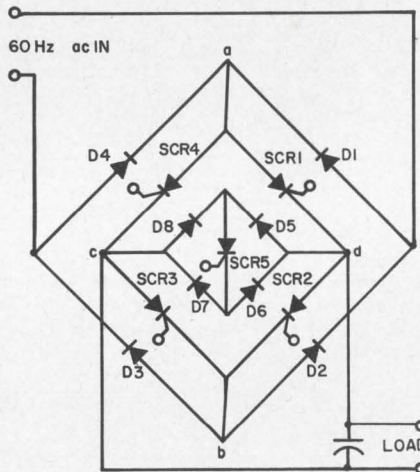 60 Hz ac IN
a
D4
SCR4
SCR1
D1
D8
D5
c
SCR5
d
SCR3
SCR2
D7
D6
D3
D2
b
LOAD